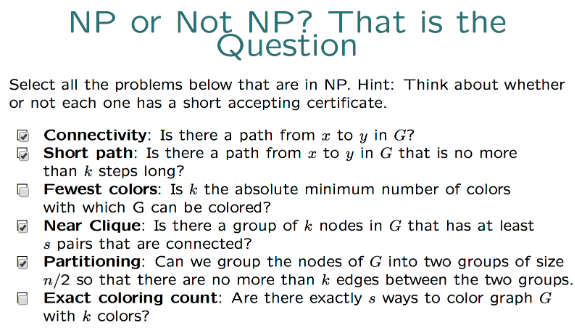 NP or Not NP? That is the
Question
Select all the problems below that are in NP. Hint: Think about whether
or not each one has a short accepting certificate.
Connectivity: Is there a path from x to y in G?
Short path: Is there a path from x to y in G that is no more
than k steps long?
Fewest colors: Is k the absolute minimum number of colors
with which G can be colored?
Near Clique: Is there a group of k nodes in G that has at least
s pairs that are connected?
Partitioning: Can we group the nodes of G into two groups of size
n/2 so that there are no more than k edges between the two groups.
Exact coloring count: Are there exactly s ways to color graph G
with k colors?